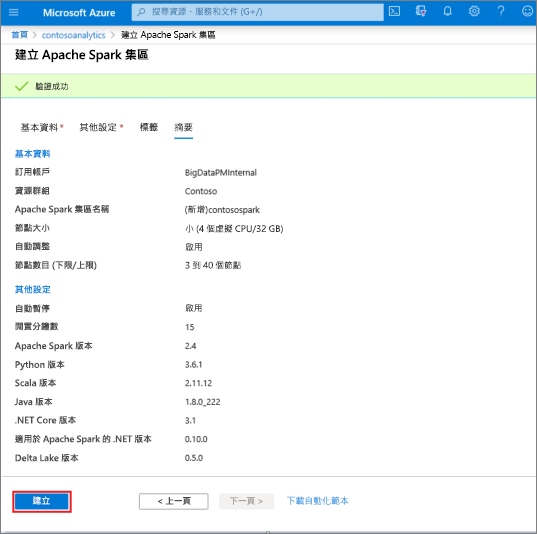 Microsoft Azure 搜尋資源、服務和文件 (G+/)
首頁 > contosoanalytics > 建立 Apache Spark 集區
建立 Apache Spark 集區
驗證成功
基本資料 * 其他設定 * 標籤 摘要
基本資料
訂用帳戶 BigDataPMInternal
資源群組 Contoso
Apache Spark 集區名稱 (新增)contosospark
節點大小 小 (4 個虛擬 CPU/32 GB)
自動調整 啟用
節點數目 (下限/上限) 3 到 40 個節點
其他設定
自動暫停 啟用
閒置分鐘數 15
Apache Spark 版本 2.4
Python 版本 3.6.1
Scala 版本 2.11.12
Java 版本 1.8.0_222
.NET Core 版本 3.1
適用於 Apache Spark 的 .NET 版本 0.10.0
Delta Lake 版本 0.5.0
建立 < 上一頁 下一頁 > 下載自動化範本